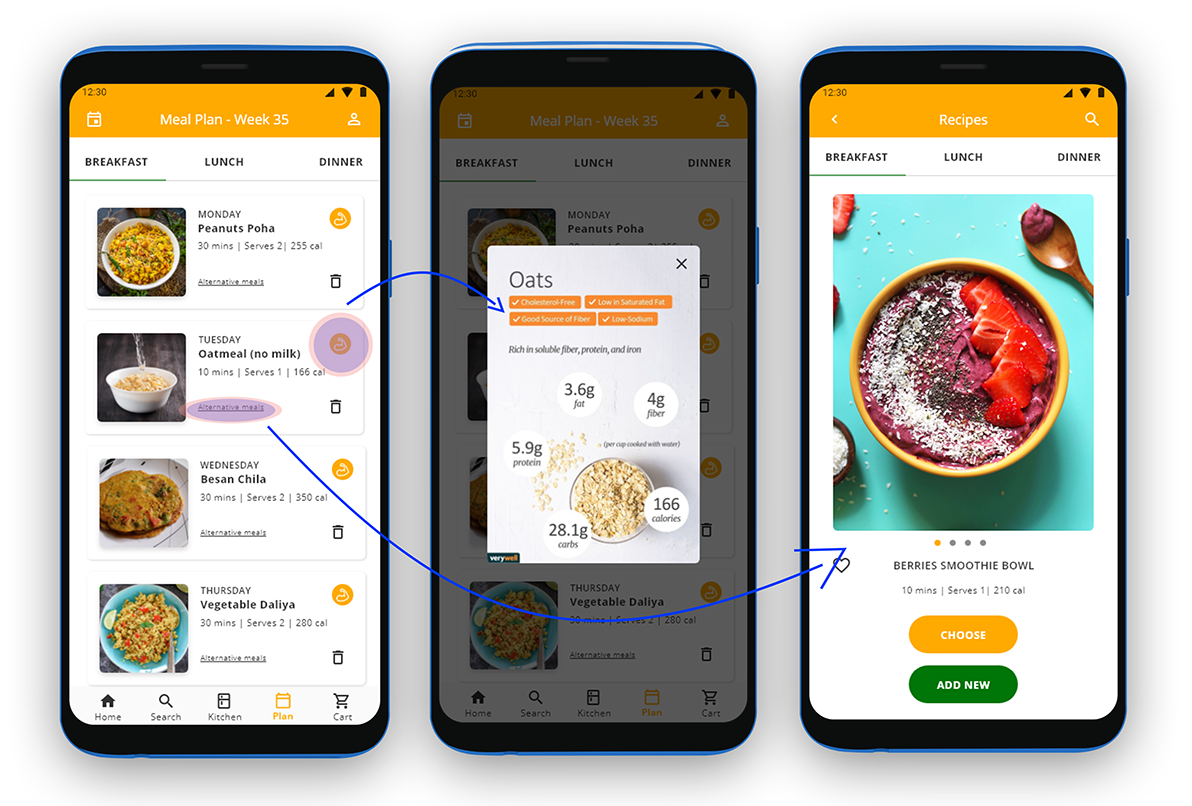 12:30
Meal Plan - Week 35
BREAKFAST LUNCH DINNER
MONDAY
Peanuts Poha
30 mins | Serves 2| 255 cal
Alternative meals
TUESDAY
Oatmeal (no milk)
10 mins | Serves 1 | 166 cal
Alternative meals
WEDNESDAY
Besan Chila
30 mins | Serves 2 | 350 cal
Alternative meals
THURSDAY
Vegetable Daliya
30 mins | Serves 2 | 280 cal
Alternative meals
Home Search Kitchen Plan Cart
12:30
Meal Plan - Week 35
BREAKFAST LUNCH DINNER
MONDAY
Peanuts Poha
Oats
Cholesterol-Free Low in Saturated Fat
Good Source of Fiber Low-Sodium
Rich in soluble fiber, protein, and iron
3.6g
fat
4g
fiber
(per cup cooked with water)
5.9g
protein
166
calories
28.1g
carbs
verywell
THURSDAY
Vegetable Daliya
30 mins | Serves 2 | 280 cal
Alternative meals
Home Search Kitchen Plan Cart
12:30
Recipes
BREAKFAST LUNCH DINNER
BERRIES SMOOTHIE BOWL
10 mins | Serves 1| 210 cal
CHOOSE
ADD NEW